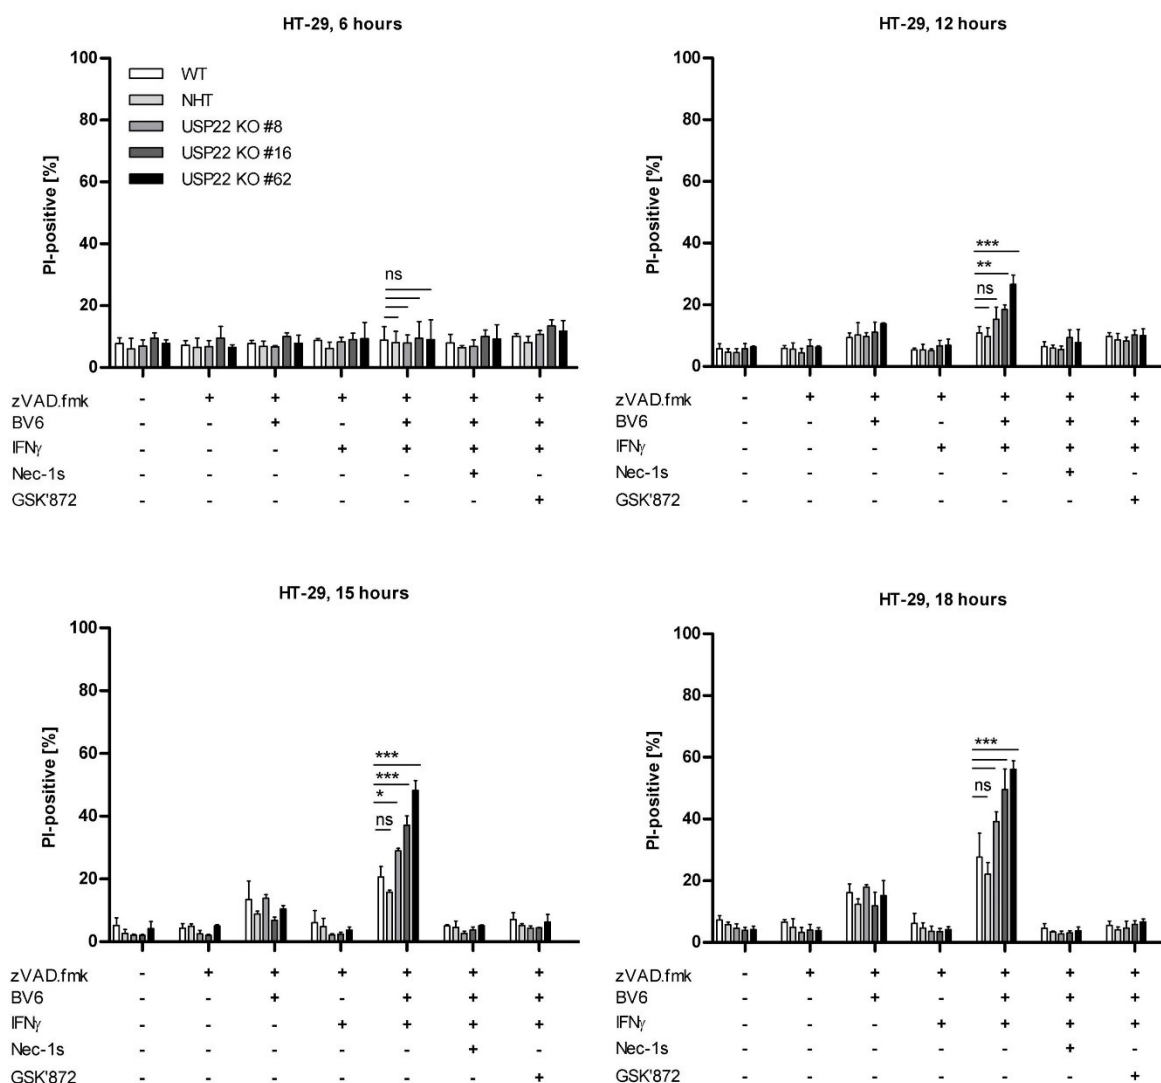 HT-29, 6 hours
PI-positive [%]
100
80
60
40
20
0
WT
NHT
USP22 KO #8
USP22 KO #16
USP22 KO #62
ns
zVAD.fmk - + + + + + +
BV6 - - + - + + +
IFNγ - - - + + + +
Nec-1s - - - - - + -
GSK'872 - - - - - - +
HT-29, 12 hours
PI-positive [%]
100
80
60
40
20
0
***
**
ns
zVAD.fmk - + + + + + +
BV6 - - + - + + +
IFNγ - - - + + + +
Nec-1s - - - - - + -
GSK'872 - - - - - - +
HT-29, 15 hours
PI-positive [%]
100
80
60
40
20
0
***
***
*
ns
zVAD.fmk - + + + + + +
BV6 - - + - + + +
IFNγ - - - + + + +
Nec-1s - - - - - + -
GSK'872 - - - - - - +
HT-29, 18 hours
PI-positive [%]
100
80
60
40
20
0
***
ns
zVAD.fmk - + + + + + +
BV6 - - + - + + +
IFNγ - - - + + + +
Nec-1s - - - - - + -
GSK'872 - - - - - - +